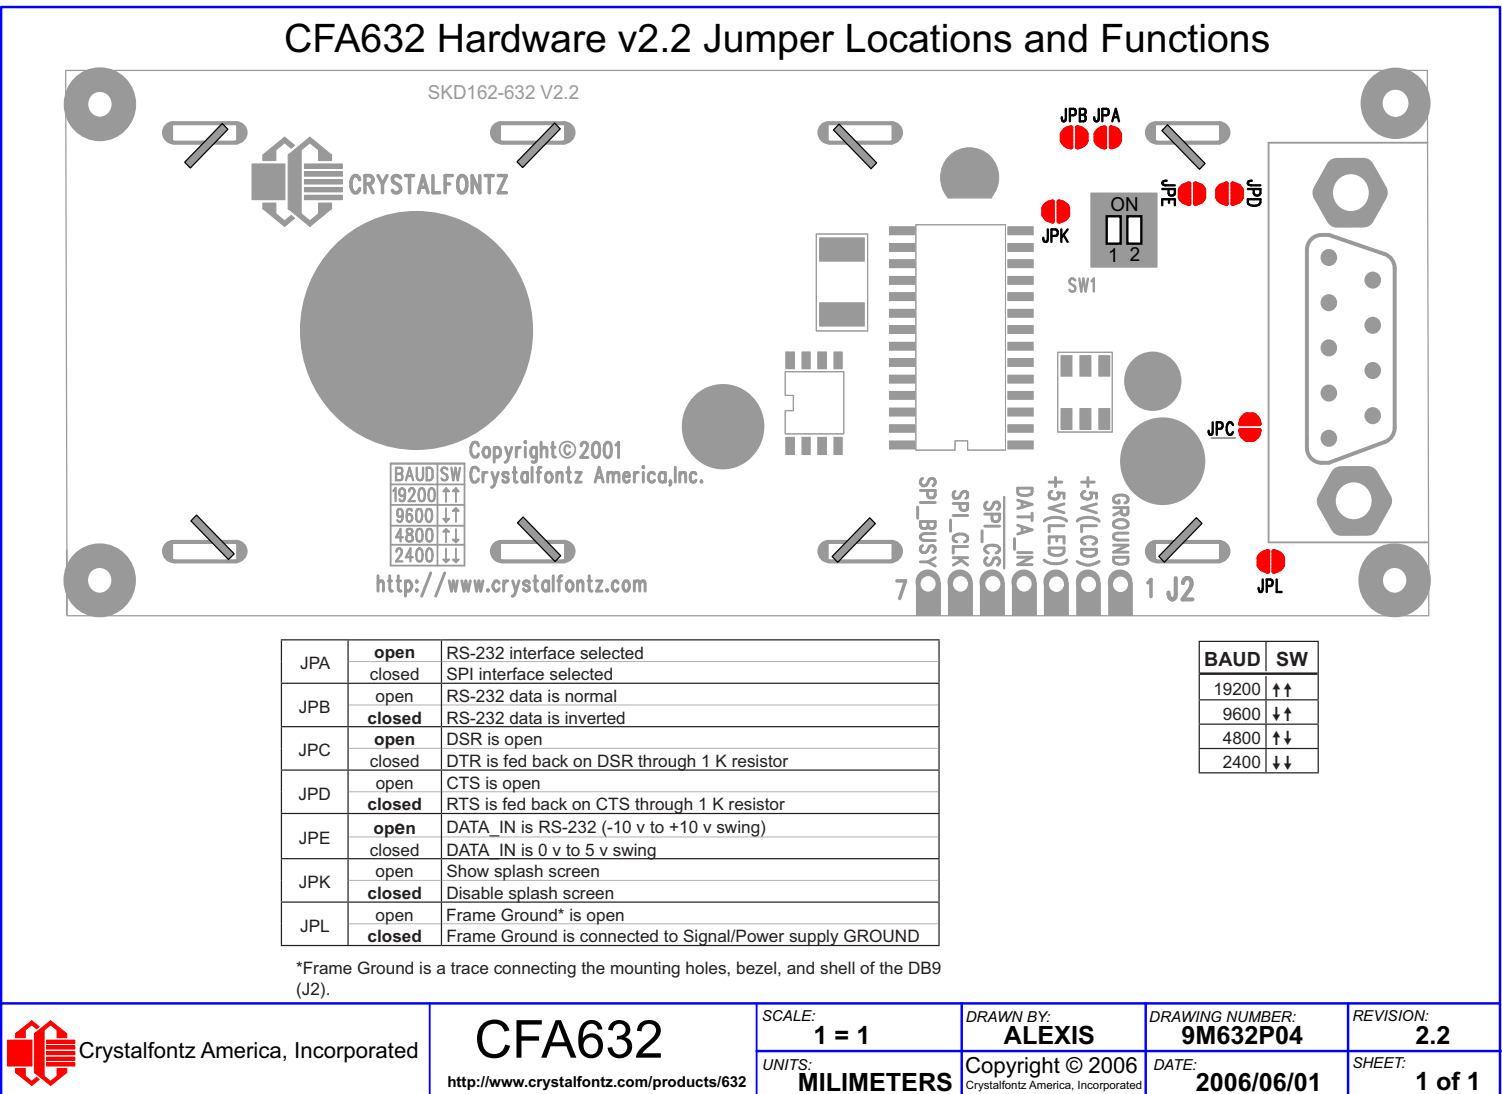 CFA632 Hardware v2.2 Jumper Locations and Functions
SKD162-632 V2.2
JPB JPA
CRYSTALFONTZ
JPE
JPD
JPK
ON
1 2
SW1
JPC
Copyright©2001
Crystalfontz America,Inc.
BAUD SW
19200 ↑↑
9600 ↓↑
4800 ↑↓
2400 ↓↓
http://www.crystalfontz.com
SPI_BUSY
SPI_CLK
SPI_CS
DATA_IN
+5V(LED)
+5V(LCD)
GROUND
7
1 J2
JPL
JPA open RS-232 interface selected
closed SPI interface selected
JPB open RS-232 data is normal
closed RS-232 data is inverted
JPC open DSR is open
closed DTR is fed back on DSR through 1 K resistor
JPD open CTS is open
closed RTS is fed back on CTS through 1 K resistor
JPE open DATA_IN is RS-232 (-10 v to +10 v swing)
closed DATA_IN is 0 v to 5 v swing
JPK open Show splash screen
closed Disable splash screen
JPL open Frame Ground* is open
closed Frame Ground is connected to Signal/Power supply GROUND
*Frame Ground is a trace connecting the mounting holes, bezel, and shell of the DB9
(J2).
BAUD SW
19200 ↑↑
9600 ↓↑
4800 ↑↓
2400 ↓↓
Crystalfontz America, Incorporated
CFA632
http://www.crystalfontz.com/products/632
SCALE:
1 = 1
UNITS:
MILIMETERS
DRAWN BY:
ALEXIS
Copyright © 2006
Crystalfontz America, Incorporated
DRAWING NUMBER:
9M632P04
DATE:
2006/06/01
REVISION:
2.2
SHEET:
1 of 1